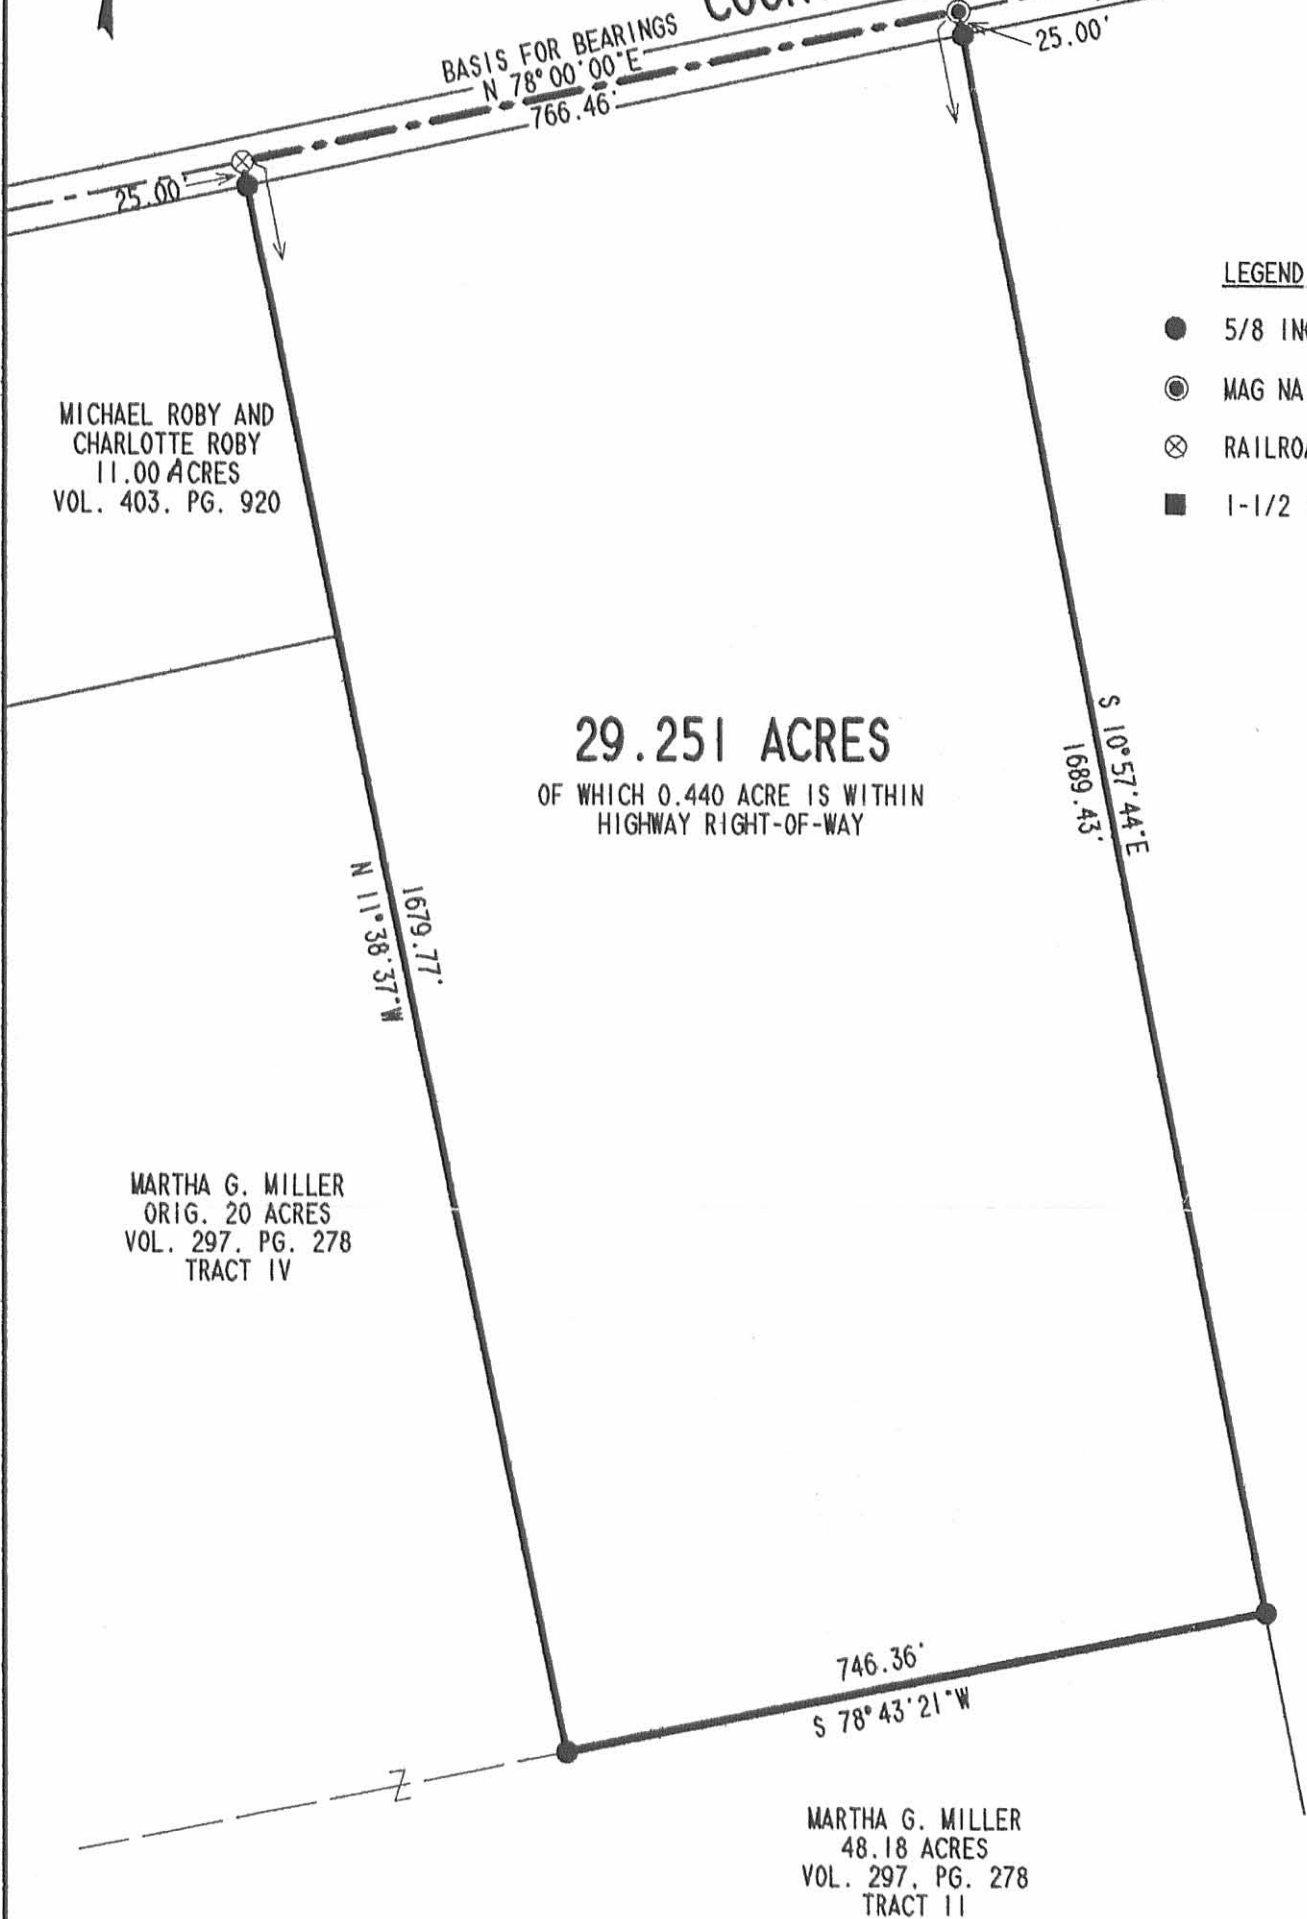 BASIS FOR BEARINGS
N 78° 00' 00" E
766.46'
25.00'
25.00'
LEGEND
5/8
MAG
1-1/2
MICHAEL ROBY AND
CHARLOTTE ROBY
11.00 ACRES
VOL. 403, PG. 920
29.251 ACRES
OF WHICH 0.440 ACRE IS WITHIN
HIGHWAY RIGHT-OF-WAY
S 10°57'44"E
1689.43'
1679.77'
N 11°38'37"W
MARTHA G. MILLER
ORIG. 20 ACRES
VOL. 297, PG. 278
TRACT IV
746.36'
S 78°43'21"W
Z
MARTHA G. MILLER
48.18 ACRES
VOL. 297, PG. 278
TRACT II